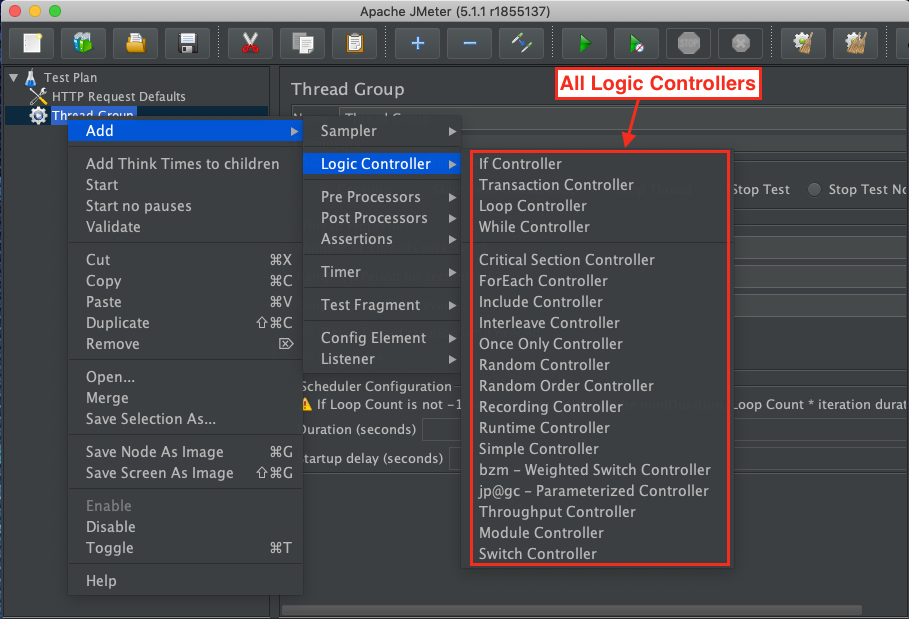 Apache JMeter (5.1.1 r1855137)
STOP
Test Plan
HTTP Request Defaults
Thread Group
Thread Group
All Logic Controllers
Add
Add Think Times to children
Start
Start no pauses
Validate
Cut ⌘X
Copy ⌘C
Paste ⌘V
Duplicate ⇧⌘C
Remove ⌦
Open...
Merge
Save Selection As...
Save Node As Image ⌘G
Save Screen As Image ⇧⌘G
Enable
Disable
Toggle ⌘T
Help
Sampler
Logic Controller
Pre Processors
Post Processors
Assertions
Timer
Test Fragment
Config Element
Listener
If Controller
Transaction Controller
Loop Controller
While Controller
Critical Section Controller
ForEach Controller
Include Controller
Interleave Controller
Once Only Controller
Random Controller
Random Order Controller
Recording Controller
Runtime Controller
Simple Controller
bzm - Weighted Switch Controller
jp@gc - Parameterized Controller
Throughput Controller
Module Controller
Switch Controller
Stop Test
Stop Test No
Scheduler Configuration
If Loop Count is not -1
Loop Count * iteration durat
Duration (seconds)
Startup delay (seconds)